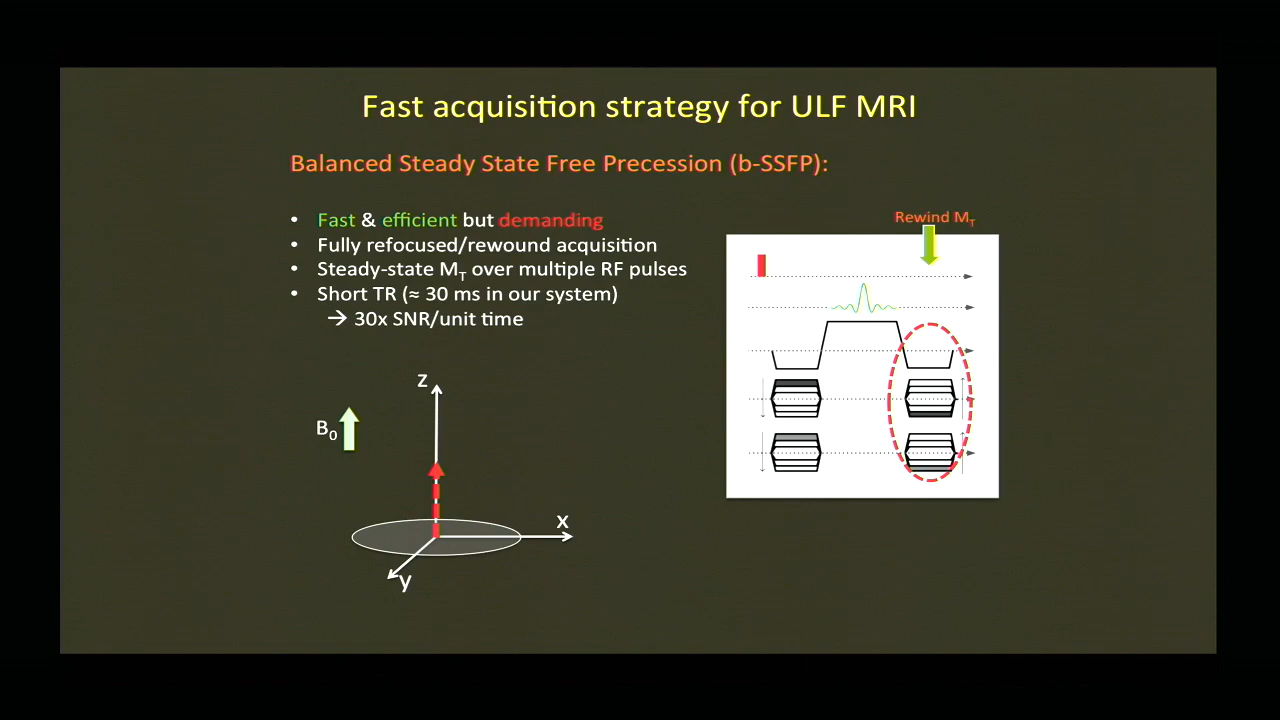 Fast acquisition strategy for ULF MRI
Balanced Steady State Free Precession (b-SSFP):
• Fast & efficient but demanding
• Fully refocused/rewound acquisition
• Steady-state MT over multiple RF pulses
• Short TR (≈ 30 ms in our system)
→ 30x SNR/unit time
Rewind MT
z
B0
x
y